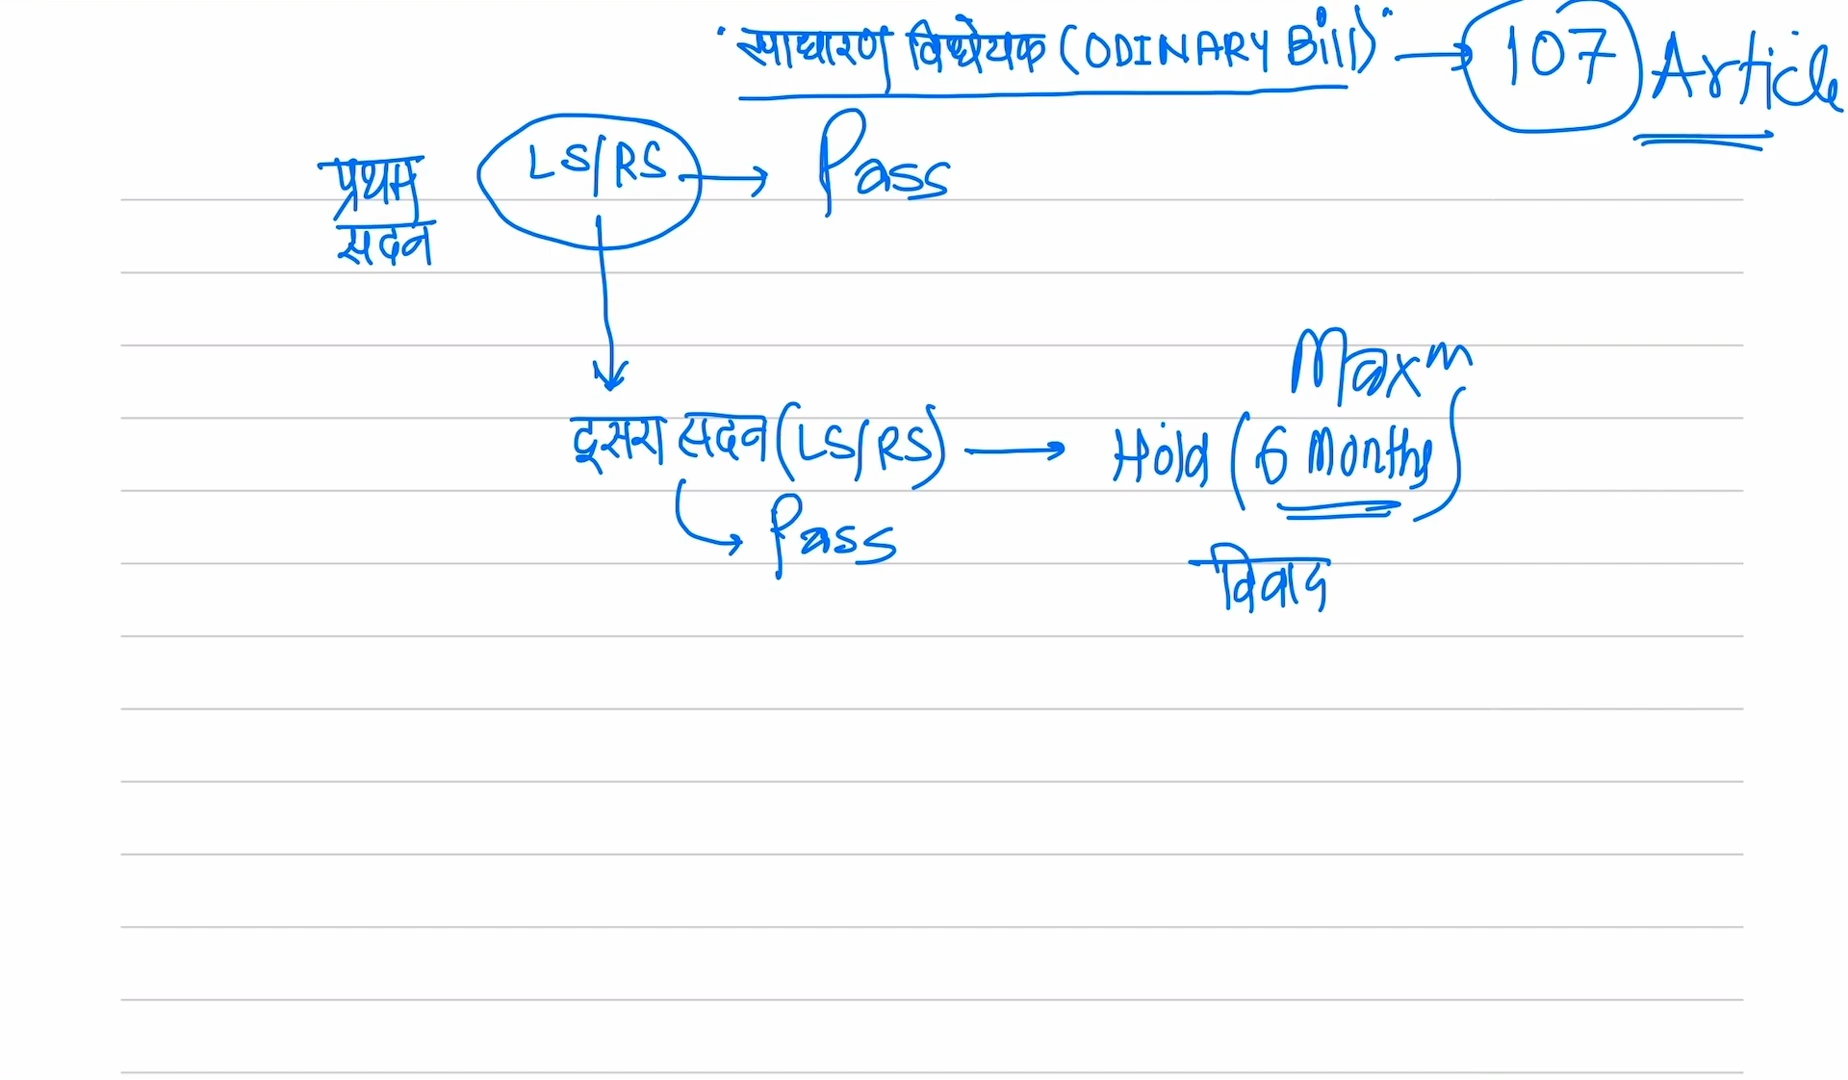 "साधारण विधेयक (ODINARY Bill)" → 107 Article
प्रथम सदन
LS/RS → Pass
दूसरा सदन (LS/RS) → Hold (6 Months)
Maxᵐ
Pass
विवाद